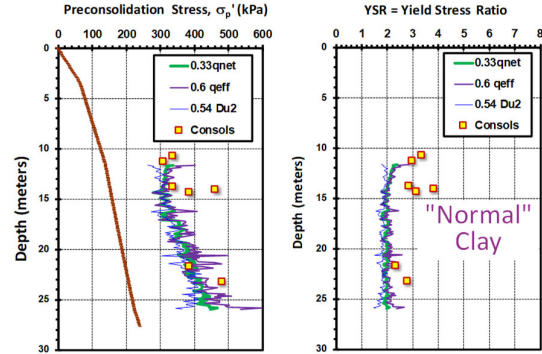 Preconsolidation Stress, σp' (kPa)
0 100 200 300 400 500 600
0
5
10
15
20
25
30
Depth (meters)
0.33qnet
0.6 qeff
0.54 Du2
Consols
YSR = Yield Stress Ratio
0 1 2 3 4 5 6 7 8
0
5
10
15
20
25
30
Depth (meters)
0.33qnet
0.6 qeff
0.54 Du2
Consols
"Normal"
Clay